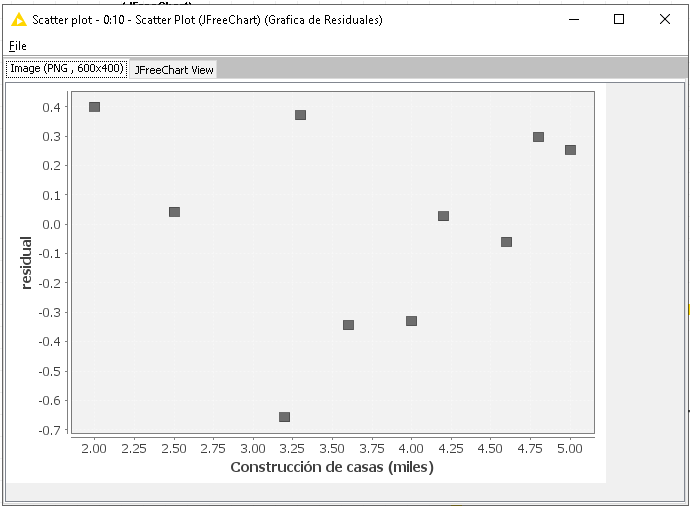 (JFreeChart)
Scatter plot - 0:10 - Scatter Plot (JFreeChart) (Grafica de Residuales)
File
Image (PNG , 600x400) JFreeChart View
0.4
0.3
0.2
0.1
0.0
-0.1
-0.2
-0.3
-0.4
-0.5
-0.6
-0.7
residual
2.00 2.25 2.50 2.75 3.00 3.25 3.50 3.75 4.00 4.25 4.50 4.75 5.00
Construcción de casas (miles)